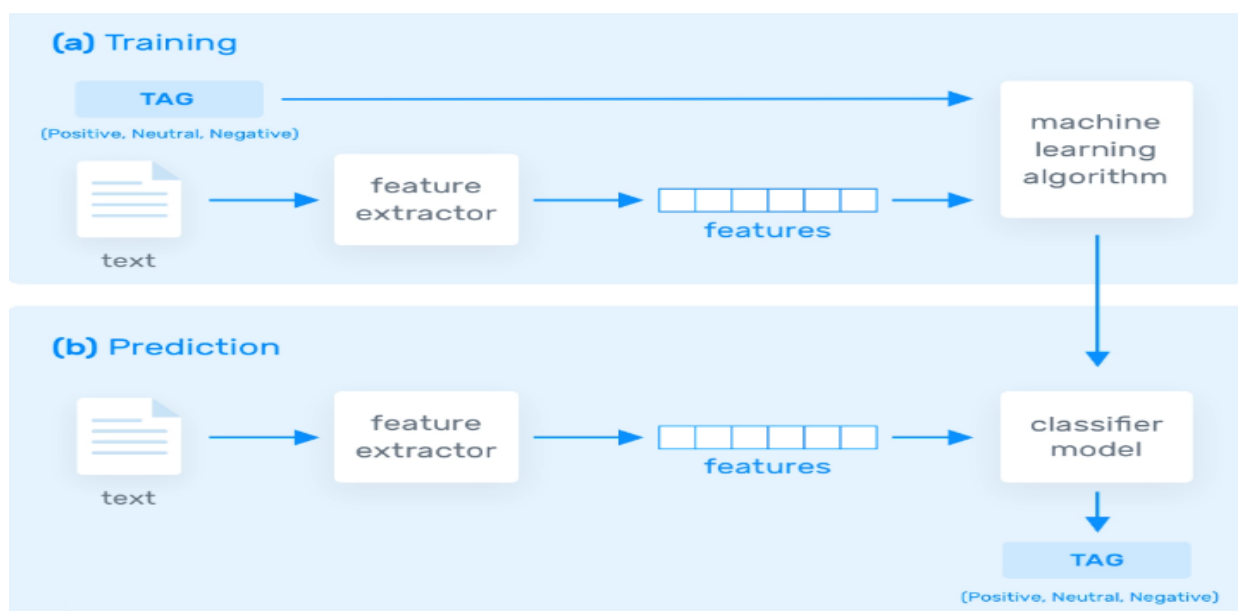 (a) Training
TAG
(Positive, Neutral, Negative)
text
feature
extractor
features
machine
learning
algorithm
(b) Prediction
text
feature
extractor
features
classifier
model
TAG
(Positive, Neutral, Negative)